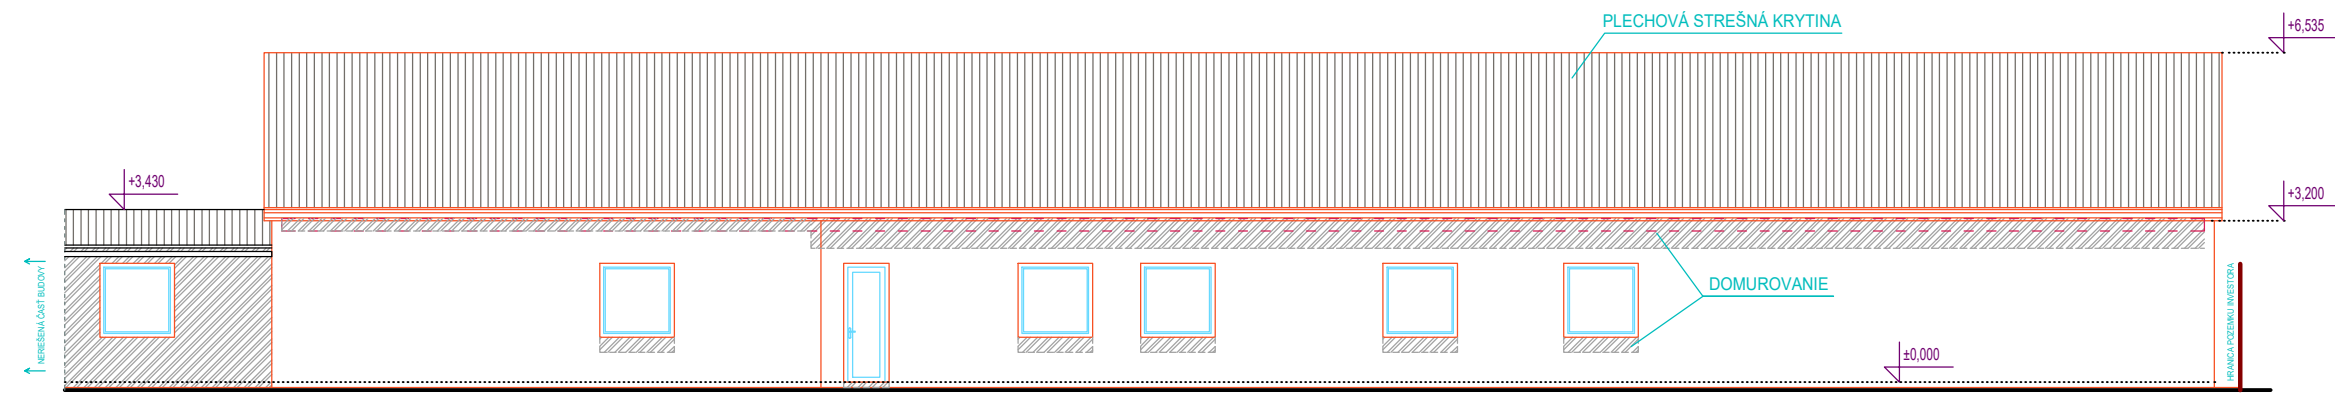 PLECHOVÁ STREŠNÁ KRYTINA
+6,535
+3,430
+3,200
NERIEŠENÁ ČASŤ BUDOVY
DOMUROVANIE
HRANICA POZEMKU INVESTORA
±0,000